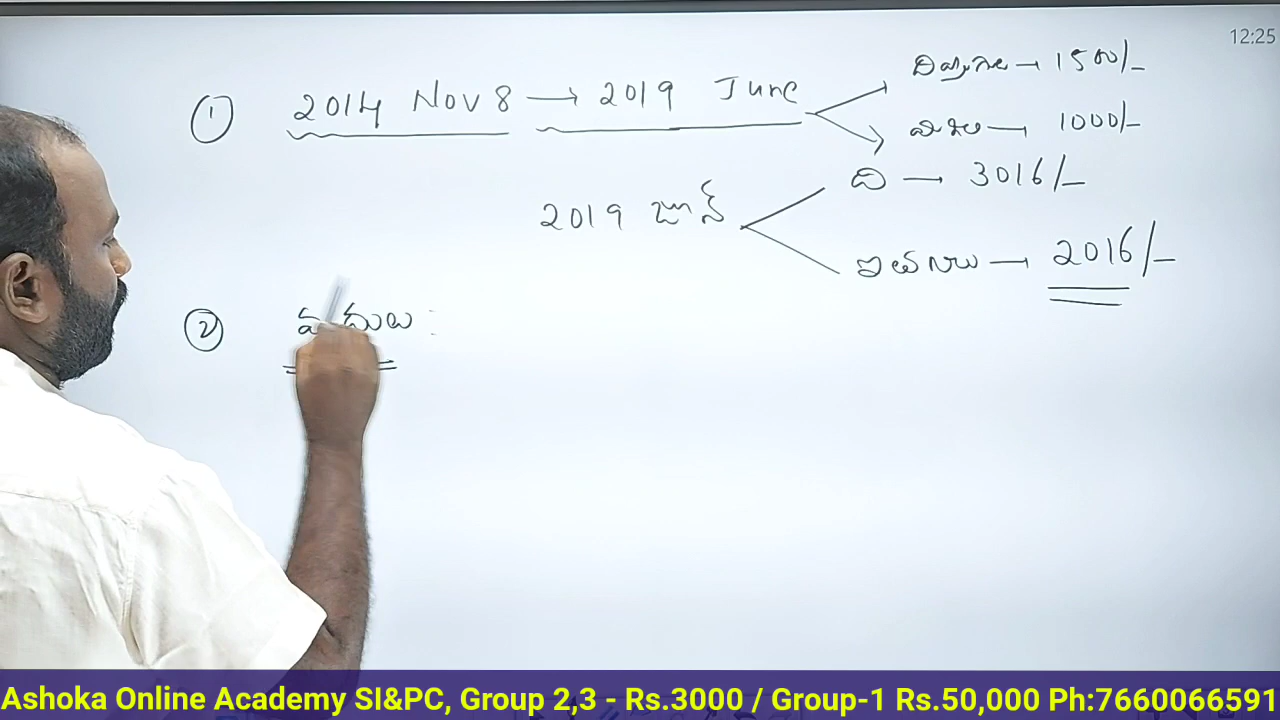 12:25
① 2014 Nov 8 → 2019 June
దివ్యాంగులు → 1500/-
→ 1000/-
ది → 3016/-
2019 జూన్
ఇతరులు → 2016/-
②
Ashoka Online Academy SI&PC, Group 2,3 - Rs.3000 / Group-1 Rs.50,000 Ph:7660066591